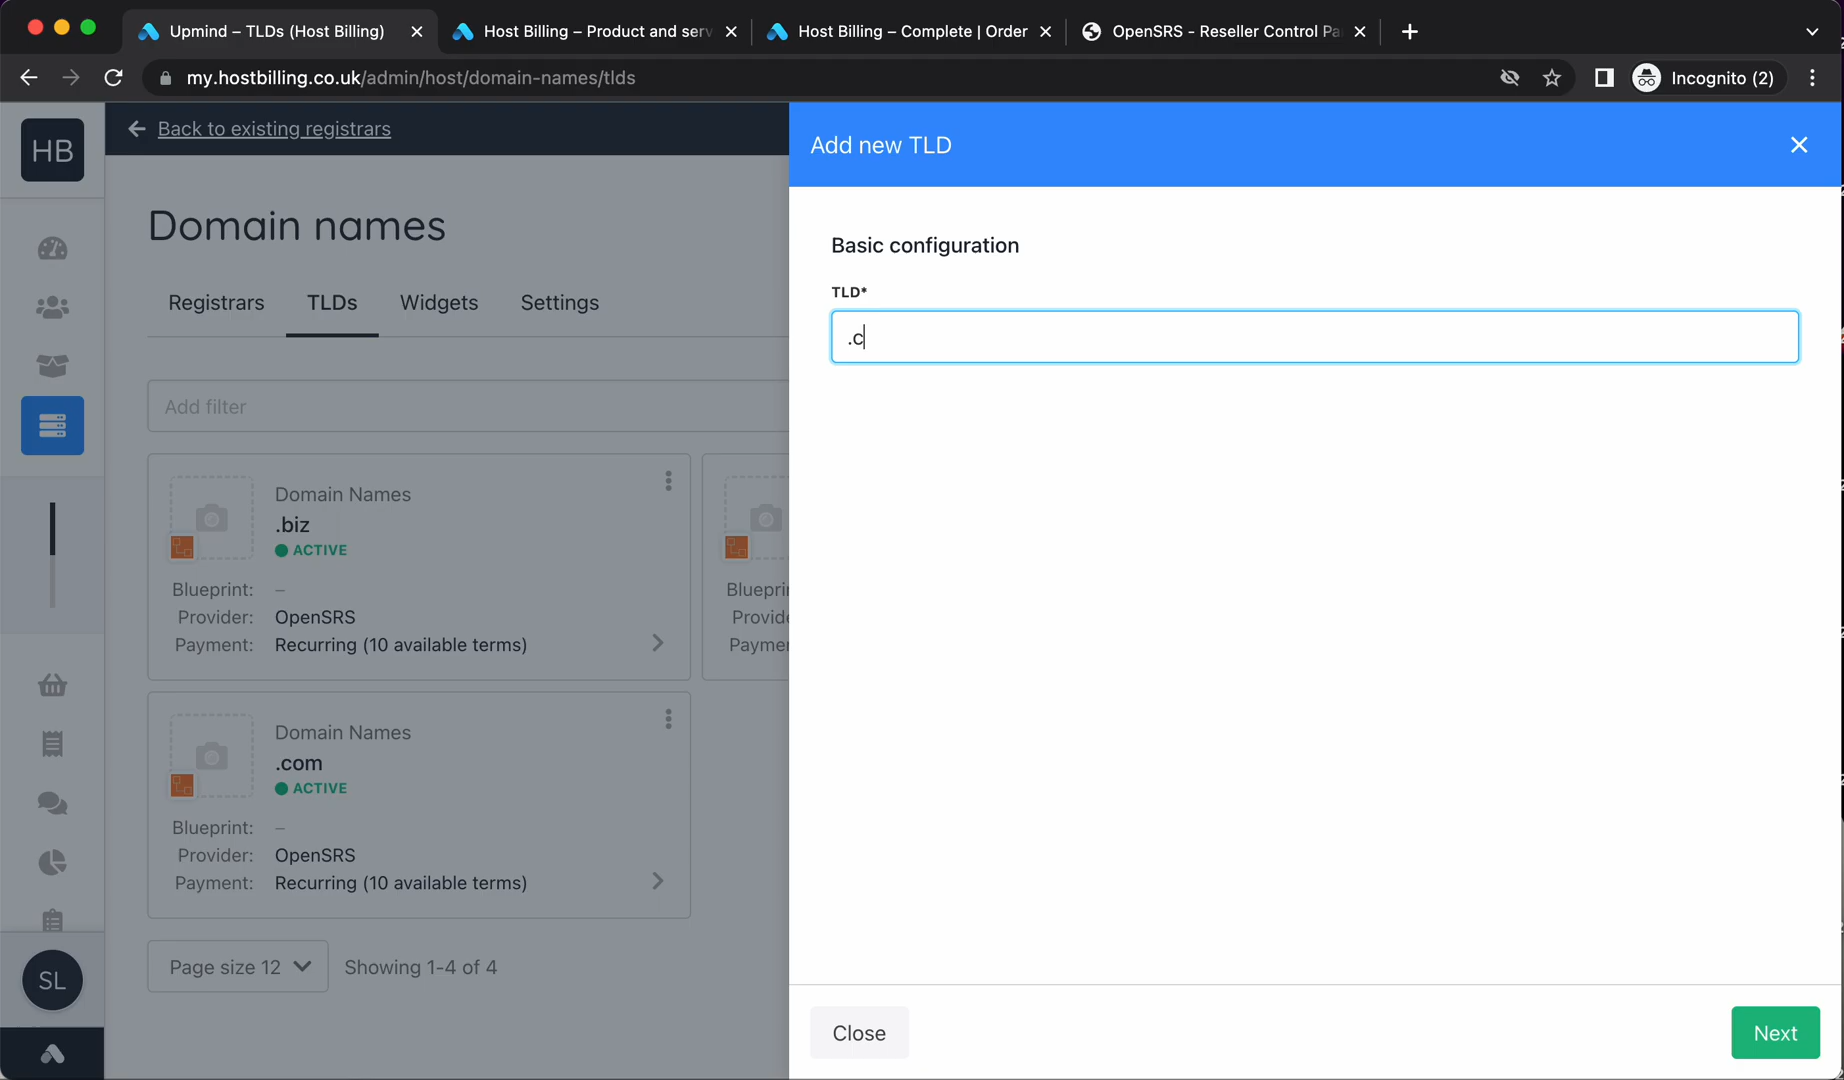 Upmind – TLDs (Host Billing)
Host Billing – Product and serv
Host Billing – Complete | Order
OpenSRS - Reseller Control Pa
my.hostbilling.co.uk/admin/host/domain-names/tlds
Incognito (2)
HB
Back to existing registrars
Domain names
Registrars
TLDs
Widgets
Settings
Add filter
Domain Names
.biz
ACTIVE
Blueprint: –
Provider: OpenSRS
Payment: Recurring (10 available terms)
Bluepri
Provide
Payme
Domain Names
.com
ACTIVE
Blueprint: –
Provider: OpenSRS
Payment: Recurring (10 available terms)
Page size 12
Showing 1-4 of 4
SL
Add new TLD
Basic configuration
TLD*
.c
Close
Next